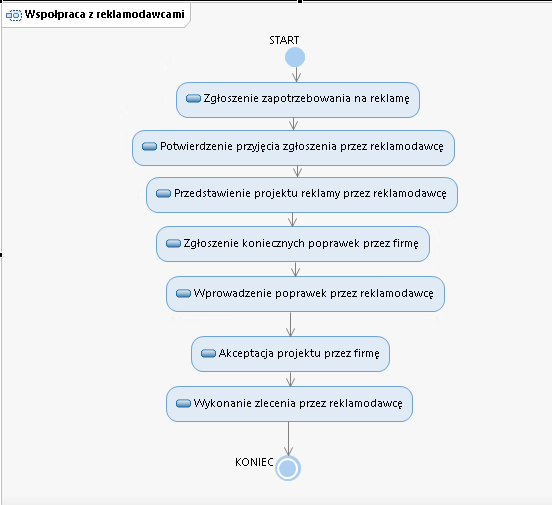 Wspołpraca z reklamodawcami
START
Zgłoszenie zapotrzebowania na reklamę
Potwierdzenie przyjęcia zgłoszenia przez reklamodawcę
Przedstawienie projektu reklamy przez reklamodawcę
Zgłoszenie koniecznych poprawek przez firmę
Wprowadzenie poprawek przez reklamodawcę
Akceptacja projektu przez firmę
Wykonanie zlecenia przez reklamodawcę
KONIEC